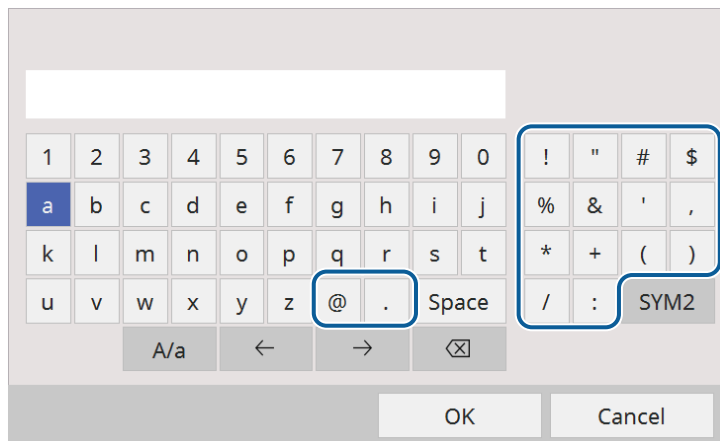 1 2 3 4 5 6 7 8 9 0 ! " # $
a b c d e f g h i j % & ' ,
k l m n o p q r s t * + ( )
u v w x y z @ . Space / : SYM2
A/a ← → ⌫
OK Cancel